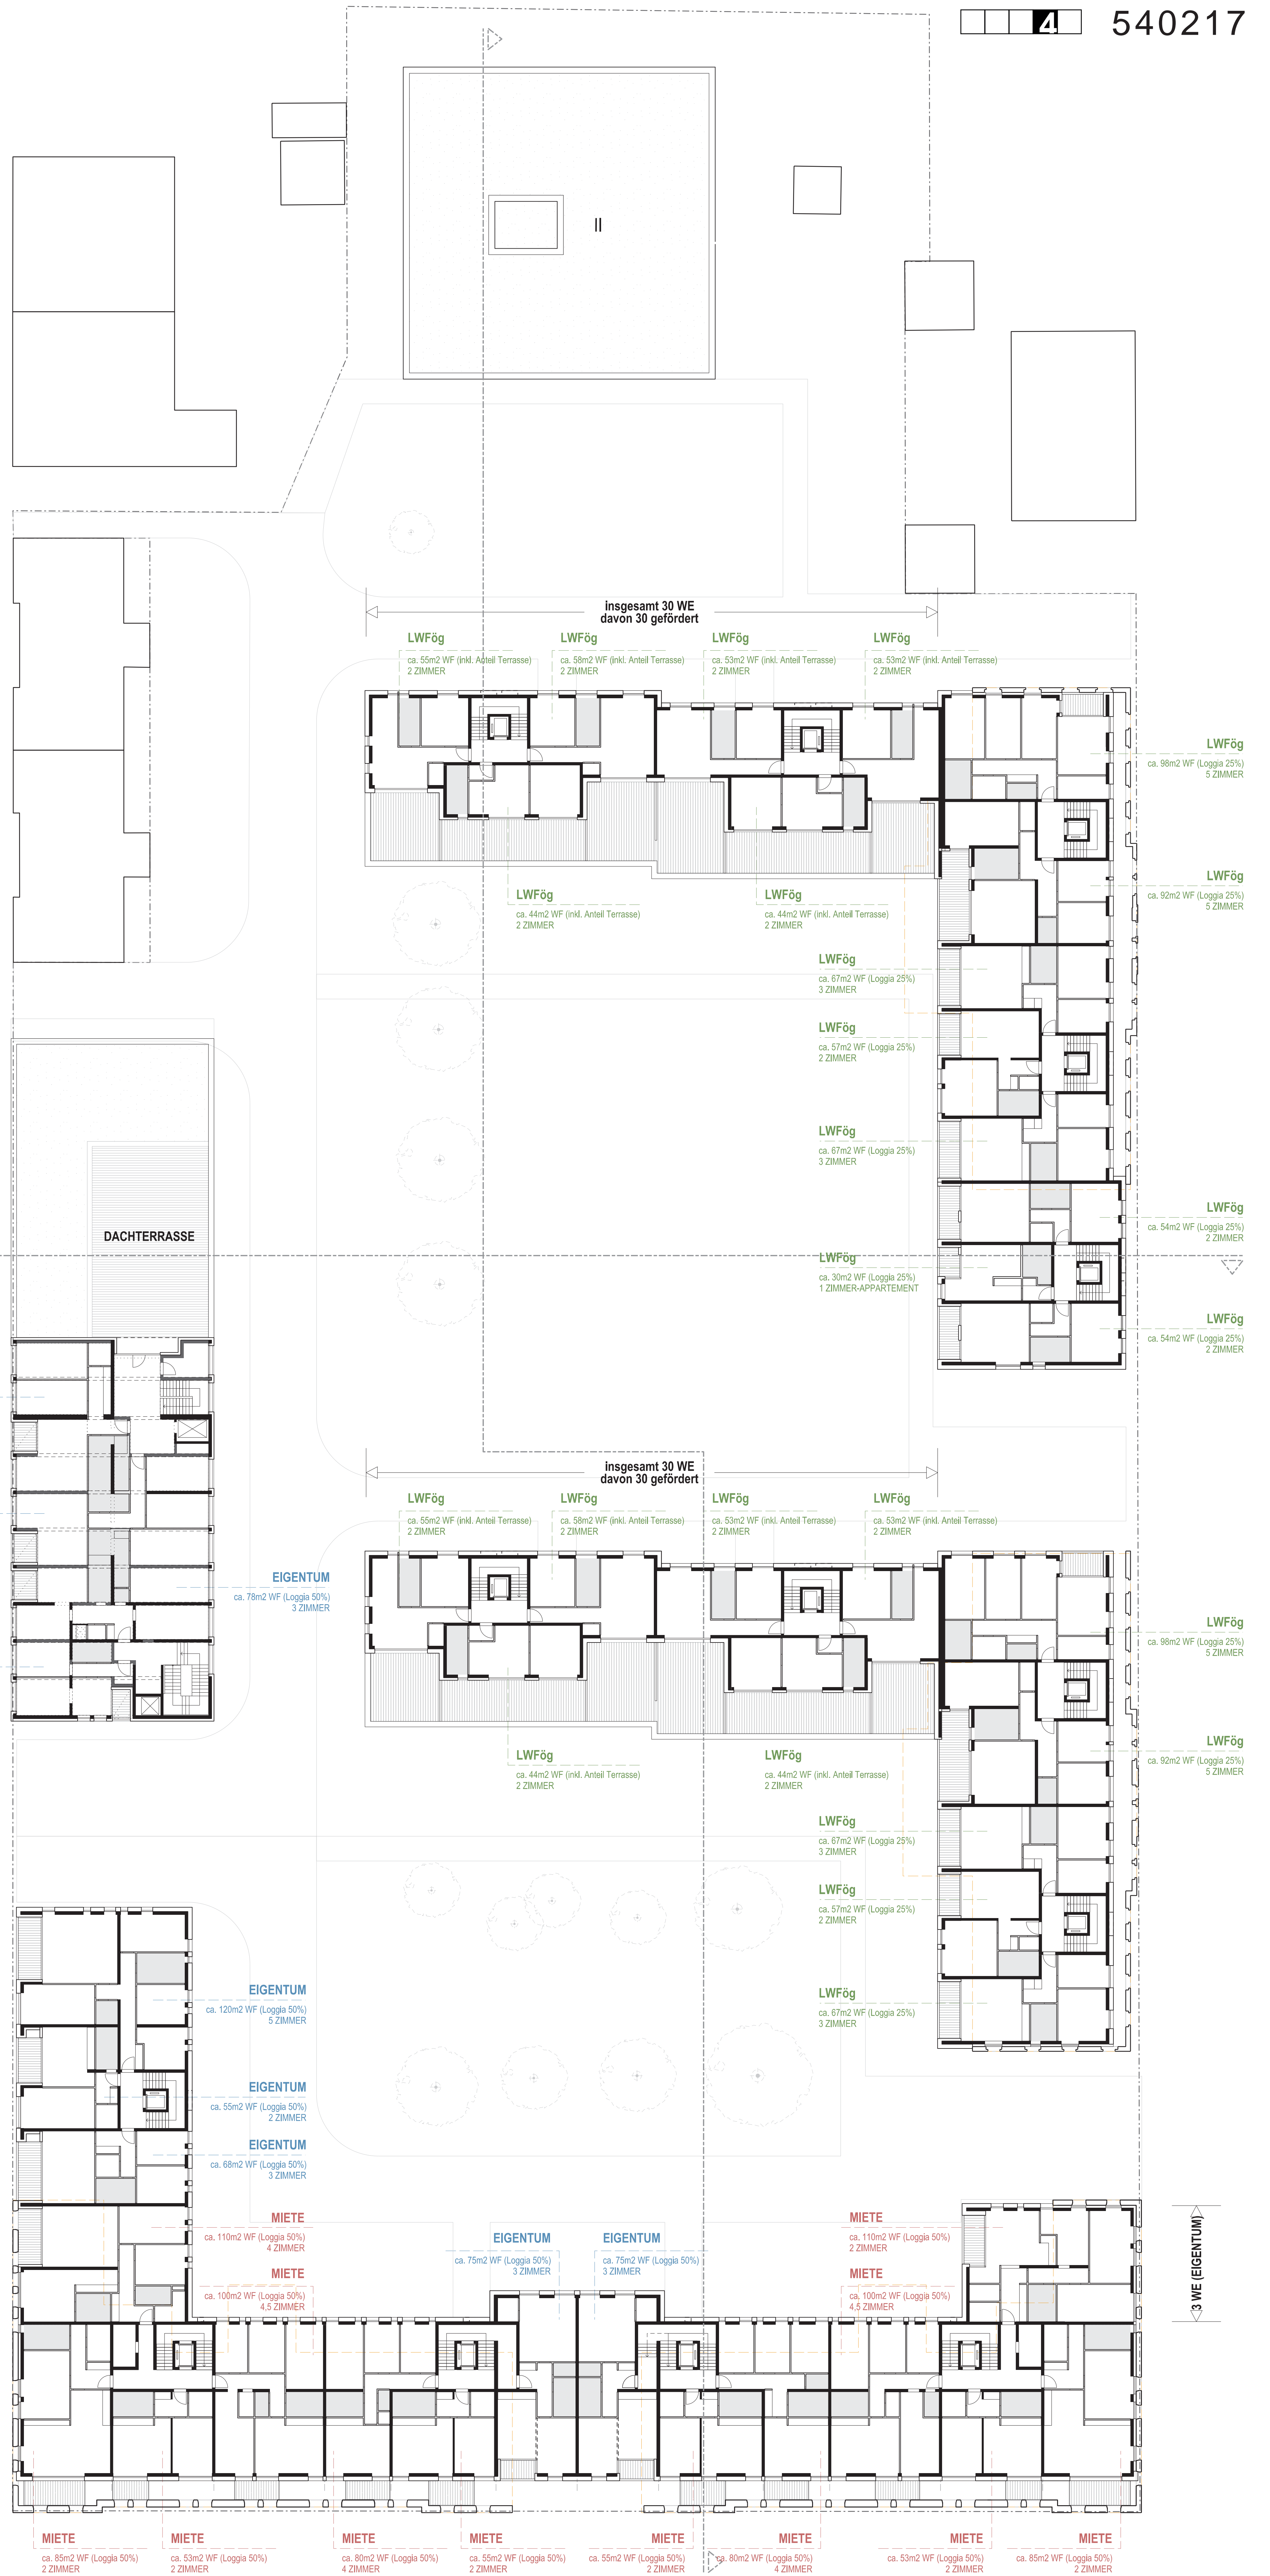 4 540217
II
insgesamt 30 WE
davon 30 gefördert
LWFög
ca. 55m2 WF (inkl. Anteil Terrasse)
2 ZIMMER
LWFög
ca. 58m2 WF (inkl. Anteil Terrasse)
2 ZIMMER
LWFög
ca. 53m2 WF (inkl. Anteil Terrasse)
2 ZIMMER
LWFög
ca. 53m2 WF (inkl. Anteil Terrasse)
2 ZIMMER
LWFög
ca. 98m2 WF (Loggia 25%)
5 ZIMMER
LWFög
ca. 92m2 WF (Loggia 25%)
5 ZIMMER
LWFög
ca. 44m2 WF (inkl. Anteil Terrasse)
2 ZIMMER
LWFög
ca. 44m2 WF (inkl. Anteil Terrasse)
2 ZIMMER
LWFög
ca. 67m2 WF (Loggia 25%)
3 ZIMMER
LWFög
ca. 57m2 WF (Loggia 25%)
2 ZIMMER
LWFög
ca. 67m2 WF (Loggia 25%)
3 ZIMMER
LWFög
ca. 54m2 WF (Loggia 25%)
2 ZIMMER
DACHTERRASSE
LWFög
ca. 30m2 WF (Loggia 25%)
1 ZIMMER-APPARTEMENT
LWFög
ca. 54m2 WF (Loggia 25%)
2 ZIMMER
insgesamt 30 WE
davon 30 gefördert
LWFög
ca. 55m2 WF (inkl. Anteil Terrasse)
2 ZIMMER
LWFög
ca. 58m2 WF (inkl. Anteil Terrasse)
2 ZIMMER
LWFög
ca. 53m2 WF (inkl. Anteil Terrasse)
2 ZIMMER
LWFög
ca. 53m2 WF (inkl. Anteil Terrasse)
2 ZIMMER
EIGENTUM
ca. 78m2 WF (Loggia 50%)
3 ZIMMER
LWFög
ca. 98m2 WF (Loggia 25%)
5 ZIMMER
LWFög
ca. 92m2 WF (Loggia 25%)
5 ZIMMER
LWFög
ca. 44m2 WF (inkl. Anteil Terrasse)
2 ZIMMER
LWFög
ca. 44m2 WF (inkl. Anteil Terrasse)
2 ZIMMER
LWFög
ca. 67m2 WF (Loggia 25%)
3 ZIMMER
LWFög
ca. 57m2 WF (Loggia 25%)
2 ZIMMER
LWFög
ca. 67m2 WF (Loggia 25%)
3 ZIMMER
EIGENTUM
ca. 120m2 WF (Loggia 50%)
5 ZIMMER
EIGENTUM
ca. 55m2 WF (Loggia 50%)
2 ZIMMER
EIGENTUM
ca. 68m2 WF (Loggia 50%)
3 ZIMMER
MIETE
ca. 110m2 WF (Loggia 50%)
4 ZIMMER
MIETE
ca. 100m2 WF (Loggia 50%)
4,5 ZIMMER
EIGENTUM
ca. 75m2 WF (Loggia 50%)
3 ZIMMER
EIGENTUM
ca. 75m2 WF (Loggia 50%)
3 ZIMMER
MIETE
ca. 110m2 WF (Loggia 50%)
2 ZIMMER
MIETE
ca. 100m2 WF (Loggia 50%)
4,5 ZIMMER
3 WE (EIGENTUM)
MIETE
ca. 85m2 WF (Loggia 50%)
2 ZIMMER
MIETE
ca. 53m2 WF (Loggia 50%)
2 ZIMMER
MIETE
ca. 80m2 WF (Loggia 50%)
4 ZIMMER
MIETE
ca. 55m2 WF (Loggia 50%)
2 ZIMMER
MIETE
ca. 55m2 WF (Loggia 50%)
2 ZIMMER
MIETE
ca. 80m2 WF (Loggia 50%)
4 ZIMMER
MIETE
ca. 53m2 WF (Loggia 50%)
2 ZIMMER
MIETE
ca. 85m2 WF (Loggia 50%)
2 ZIMMER